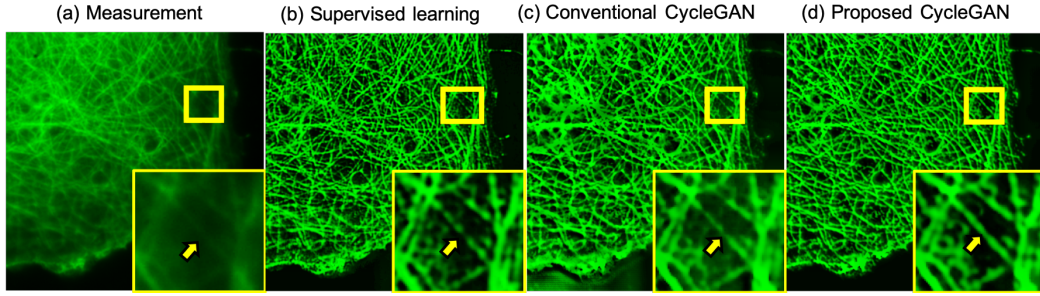 (a) Measurement
(b) Supervised learning
(c) Conventional CycleGAN
(d) Proposed CycleGAN